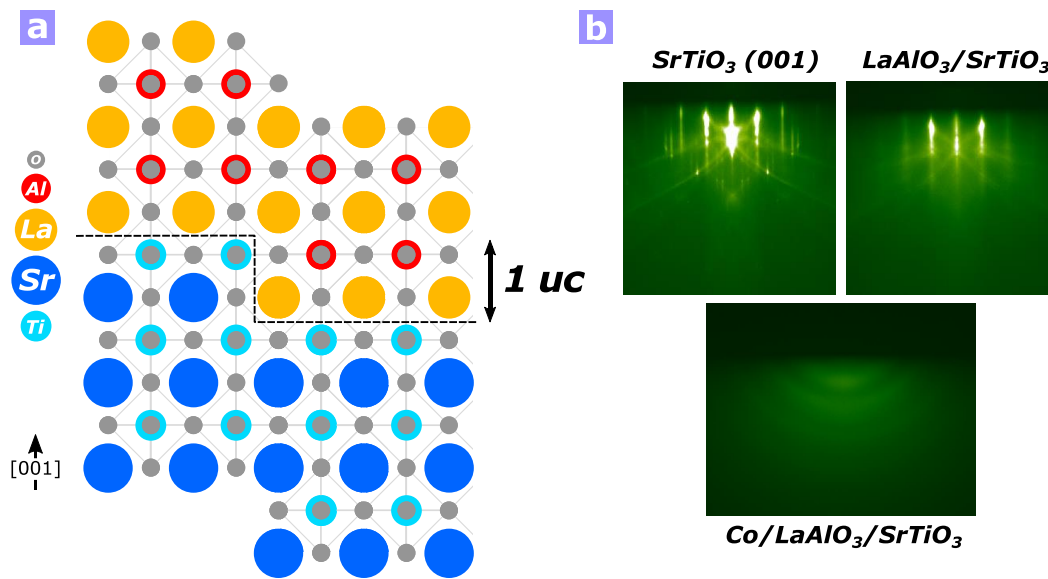 a
O
Al
La
Sr
Ti
[001]
1 uc
b
SrTiO₃ (001)
LaAlO₃/SrTiO₃
Co/LaAlO₃/SrTiO₃